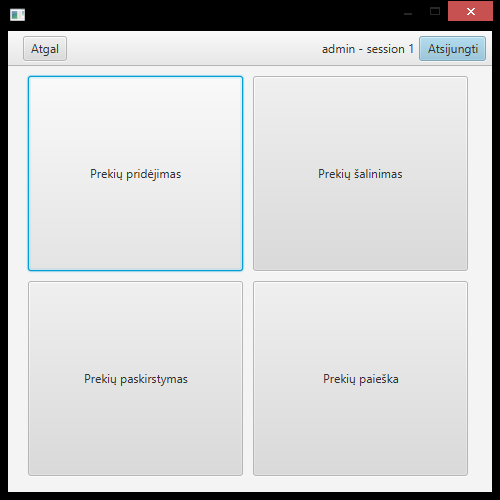 Atgal
admin - session 1
Atsijungti
Prekių pridėjimas
Prekių šalinimas
Prekių paskirstymas
Prekių paieška